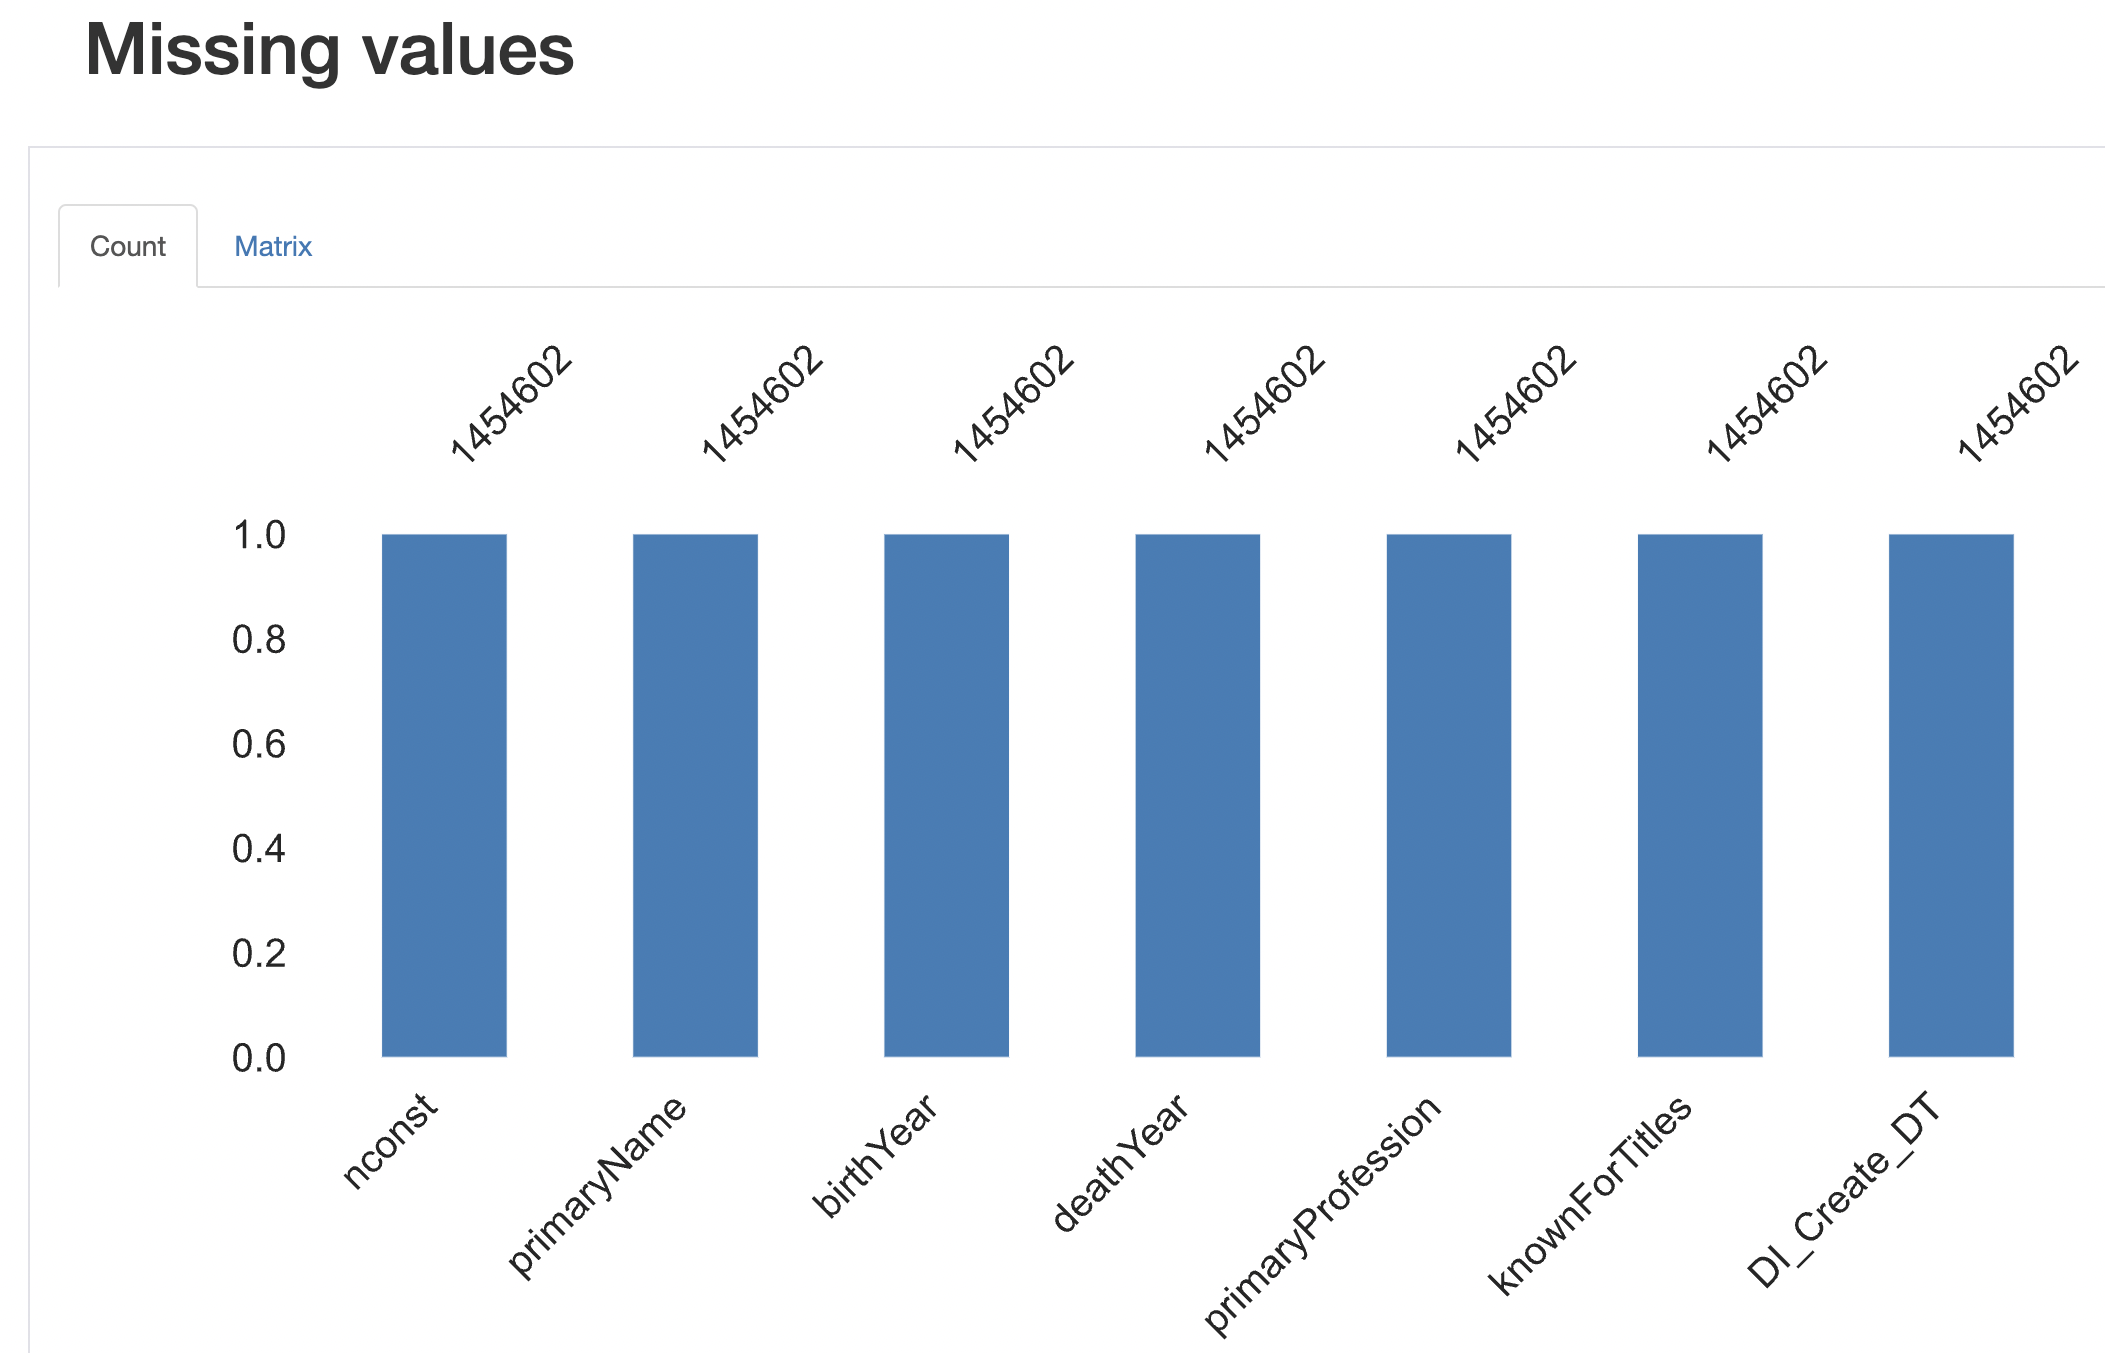 Missing values
Count
Matrix
1454602
1454602
1454602
1454602
1454602
1454602
1454602
1.0
0.8
0.6
0.4
0.2
0.0
nconst
primaryName
birthYear
deathYear
primaryProfession
knownForTitles
DI_Create_DT